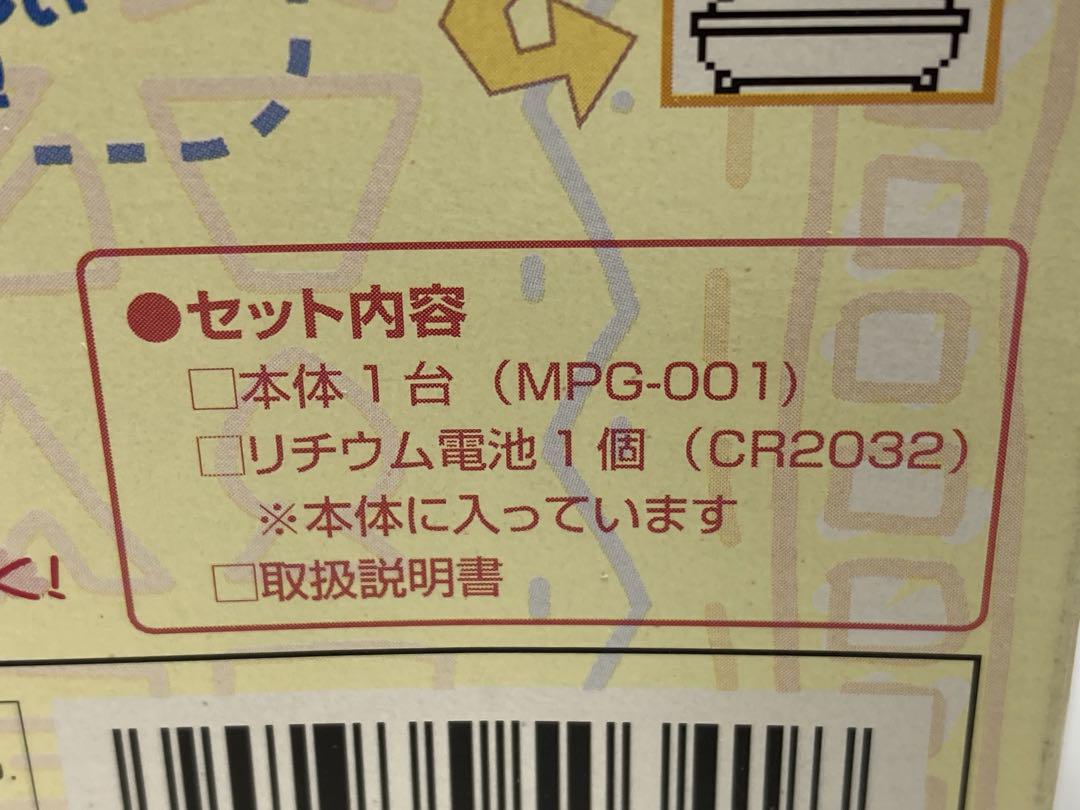 ●セット内容
□本体1台（MPG-001）
□リチウム電池1個（CR2032）
※本体に入っています
□取扱説明書